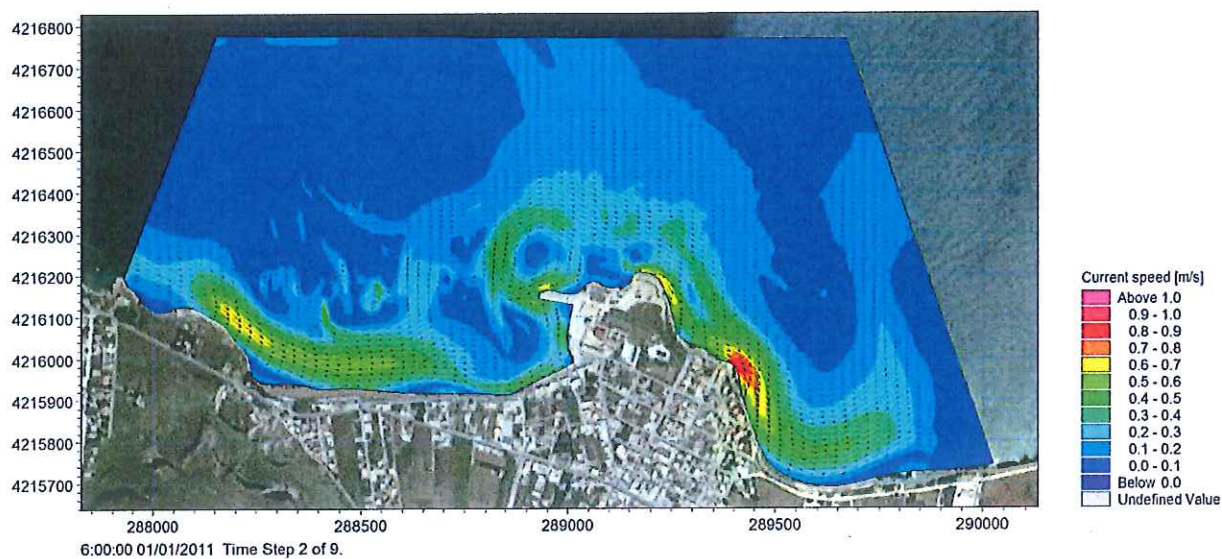 4216800
4216700
4216600
4216500
4216400
4216300
4216200
4216100
4216000
4215900
4215800
4215700
288000 288500 289000 289500 290000
6:00:00 01/01/2011 Time Step 2 of 9.
Current speed [m/s]
Above 1.0
0.9 - 1.0
0.8 - 0.9
0.7 - 0.8
0.6 - 0.7
0.5 - 0.6
0.4 - 0.5
0.3 - 0.4
0.2 - 0.3
0.1 - 0.2
0.0 - 0.1
Below 0.0
Undefined Value